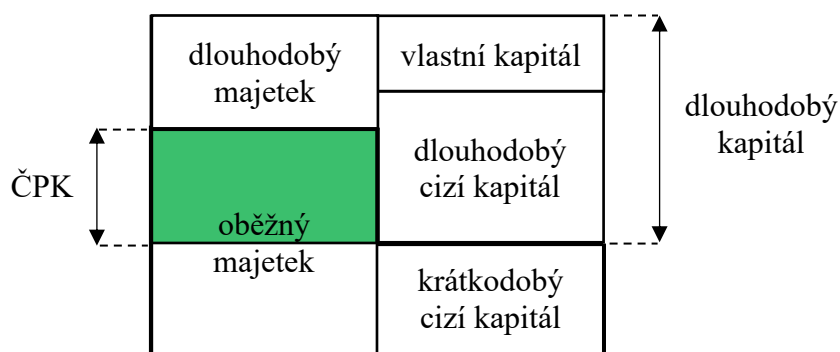 dlouhodobý
majetek
vlastní kapitál
dlouhodobý
kapitál
ČPK
dlouhodobý
cizí kapitál
oběžný
majetek
krátkodobý
cizí kapitál